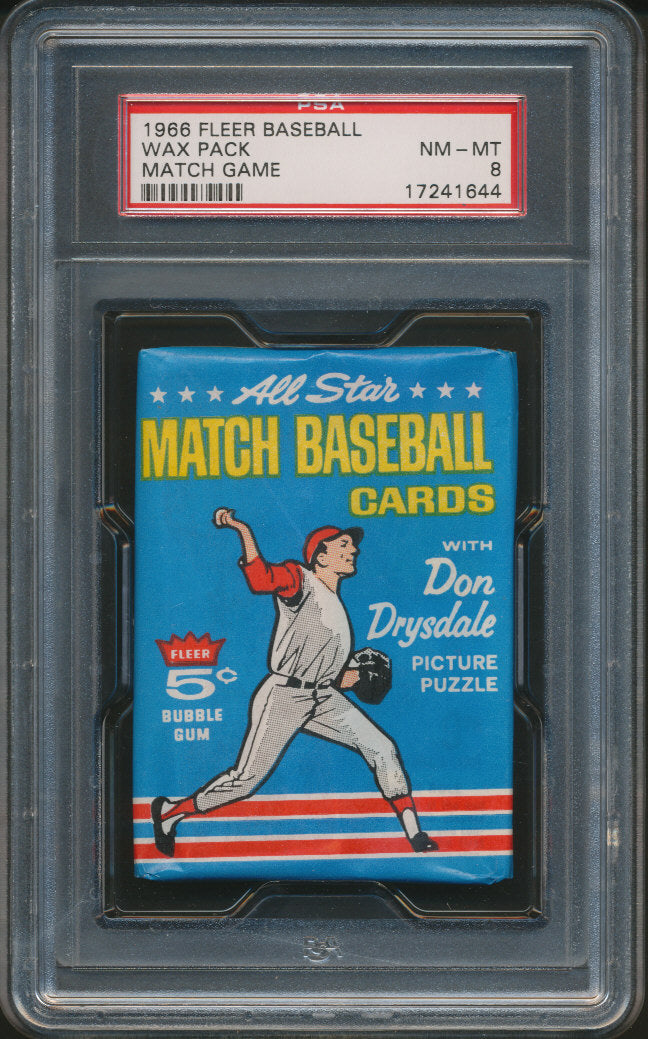 PSA
1966 FLEER BASEBALL
WAX PACK NM-MT
MATCH GAME 8
17241644
★ ★ ★ All Star ★ ★ ★
MATCH BASEBALL
CARDS
WITH
Don
Drysdale
PICTURE
PUZZLE
FLEER
5¢
BUBBLE
GUM
PSA